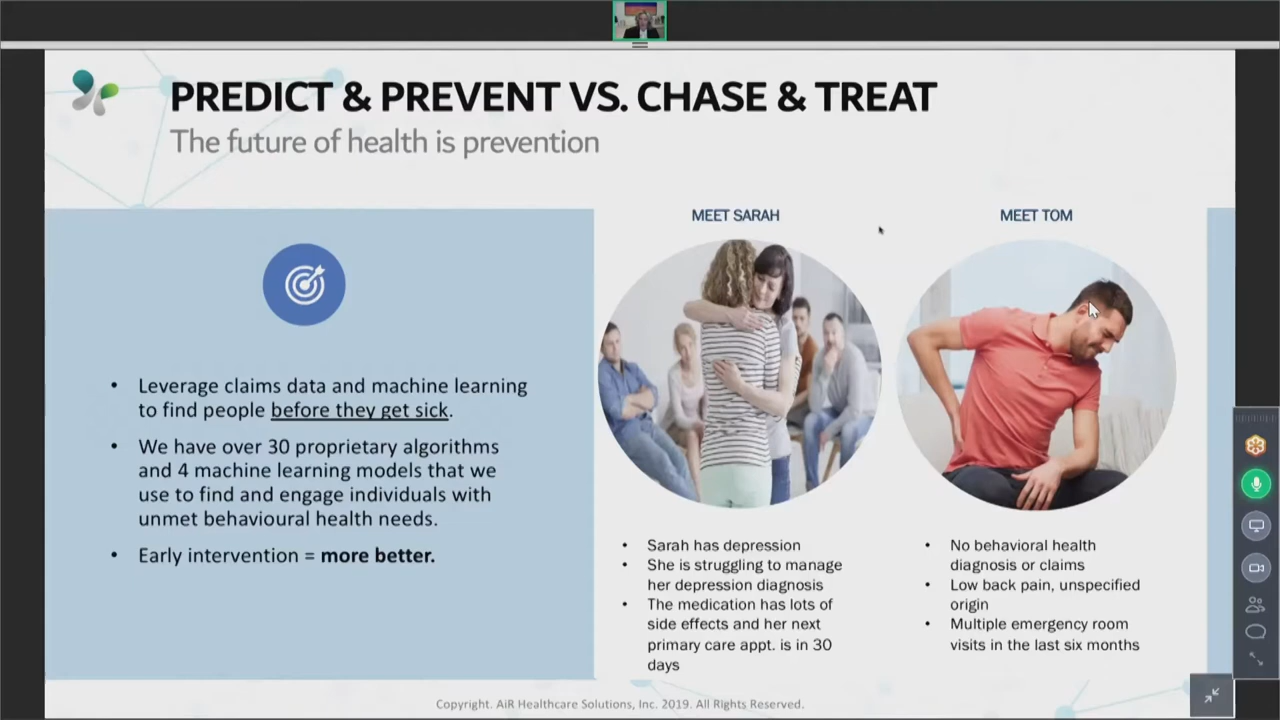 PREDICT & PREVENT VS. CHASE & TREAT
The future of health is prevention
• Leverage claims data and machine learning
to find people before they get sick.
• We have over 30 proprietary algorithms
and 4 machine learning models that we
use to find and engage individuals with
unmet behavioural health needs.
• Early intervention = more better.
MEET SARAH
• Sarah has depression
• She is struggling to manage
her depression diagnosis
• The medication has lots of
side effects and her next
primary care appt. is in 30
days
MEET TOM
• No behavioral health
diagnosis or claims
• Low back pain, unspecified
origin
• Multiple emergency room
visits in the last six months
Copyright. AiR Healthcare Solutions, Inc. 2019. All Rights Reserved.